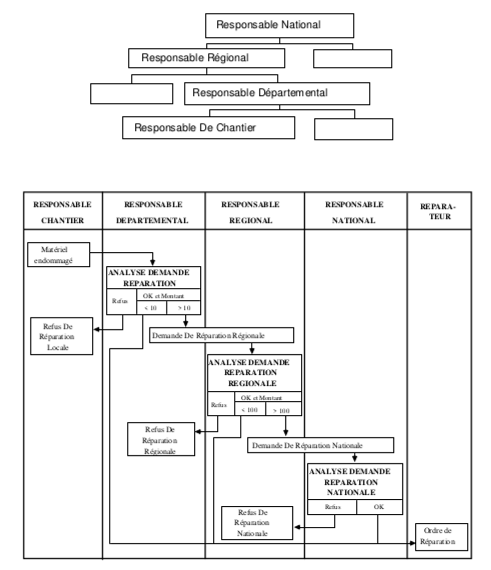 Responsable National
Responsable Régional
Responsable Départemental
Responsable De Chantier
RESPONSABLE
CHANTIER
RESPONSABLE
DEPARTEMENTAL
RESPONSABLE
REGIONAL
RESPONSABLE
NATIONAL
REPARA-
TEUR
Matériel
endommagé
ANALYSE DEMANDE
REPARATION
Refus
OK et Montant
< 10
> 10
Refus De
Réparation
Locale
Demande De Réparation Régionale
ANALYSE DEMANDE
REPARATION
REGIONALE
Refus
OK et Montant
< 100
> 100
Refus De
Réparation
Régionale
Demande De Réparation Nationale
ANALYSE DEMANDE
REPARATION
NATIONALE
Refus
OK
Refus De
Réparation
Nationale
Ordre de
Réparation